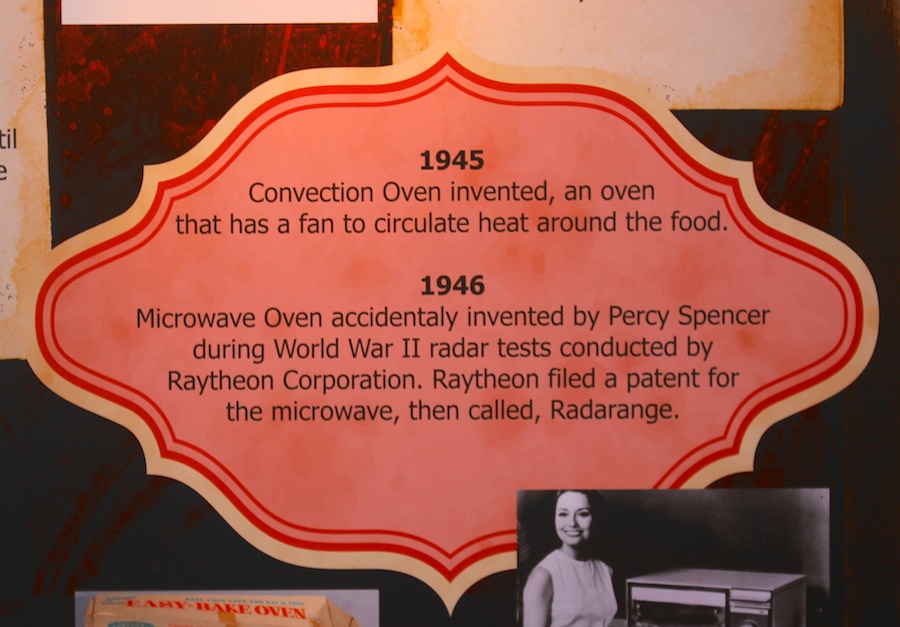 til
e
1945
Convection Oven invented, an oven
that has a fan to circulate heat around the food.
1946
Microwave Oven accidentaly invented by Percy Spencer
during World War II radar tests conducted by
Raytheon Corporation. Raytheon filed a patent for
the microwave, then called, Radarange.
EASY-BAKE OVEN